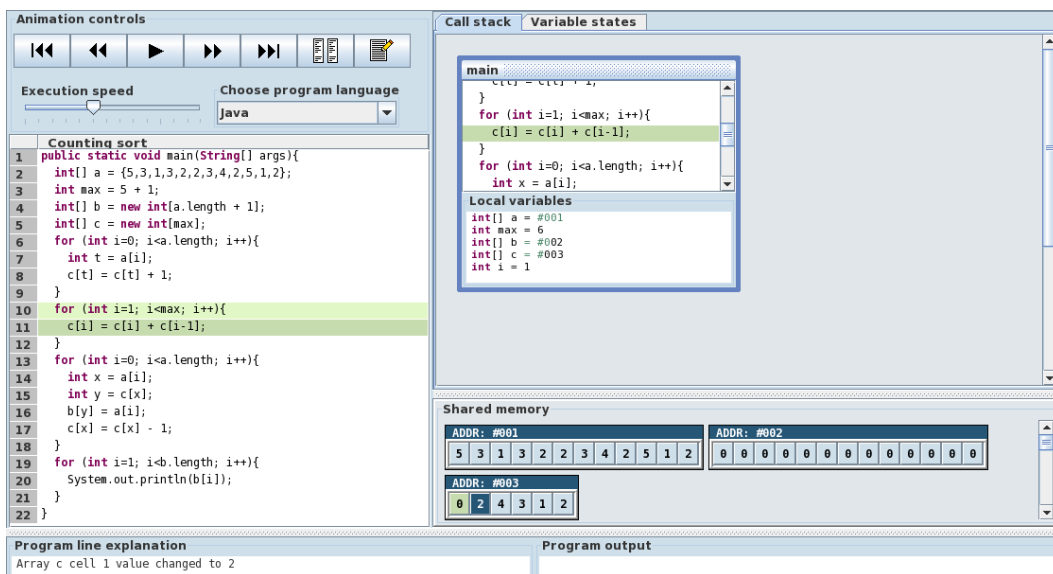 Animation controls
Execution speed
Choose program language
Java
Counting sort
1 public static void main(String[] args){
2 int[] a = {5,3,1,3,2,2,3,4,2,5,1,2};
3 int max = 5 + 1;
4 int[] b = new int[a.length + 1];
5 int[] c = new int[max];
6 for (int i=0; i<a.length; i++){
7 int t = a[i];
8 c[t] = c[t] + 1;
9 }
10 for (int i=1; i<max; i++){
11 c[i] = c[i] + c[i-1];
12 }
13 for (int i=0; i<a.length; i++){
14 int x = a[i];
15 int y = c[x];
16 b[y] = a[i];
17 c[x] = c[x] - 1;
18 }
19 for (int i=1; i<b.length; i++){
20 System.out.println(b[i]);
21 }
22 }
Call stack Variable states
main
c[t] = c[t] + 1;
}
for (int i=1; i<max; i++){
c[i] = c[i] + c[i-1];
}
for (int i=0; i<a.length; i++){
int x = a[i];
Local variables
int[] a = #001
int max = 6
int[] b = #002
int[] c = #003
int i = 1
Shared memory
ADDR: #001
5 3 1 3 2 2 3 4 2 5 1 2
ADDR: #002
0 0 0 0 0 0 0 0 0 0 0 0 0
ADDR: #003
0 2 4 3 1 2
Program line explanation
Array c cell 1 value changed to 2
Program output